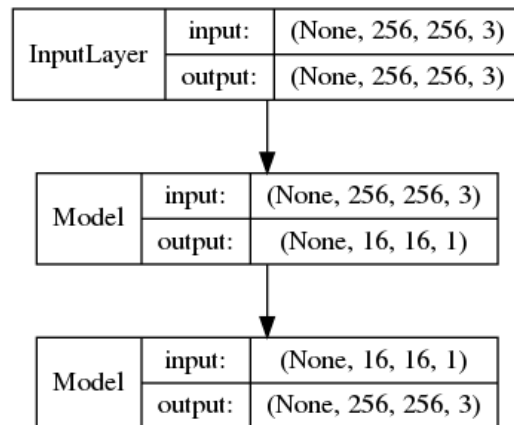 InputLayer
input: (None, 256, 256, 3)
output: (None, 256, 256, 3)
Model
input: (None, 256, 256, 3)
output: (None, 16, 16, 1)
Model
input: (None, 16, 16, 1)
output: (None, 256, 256, 3)